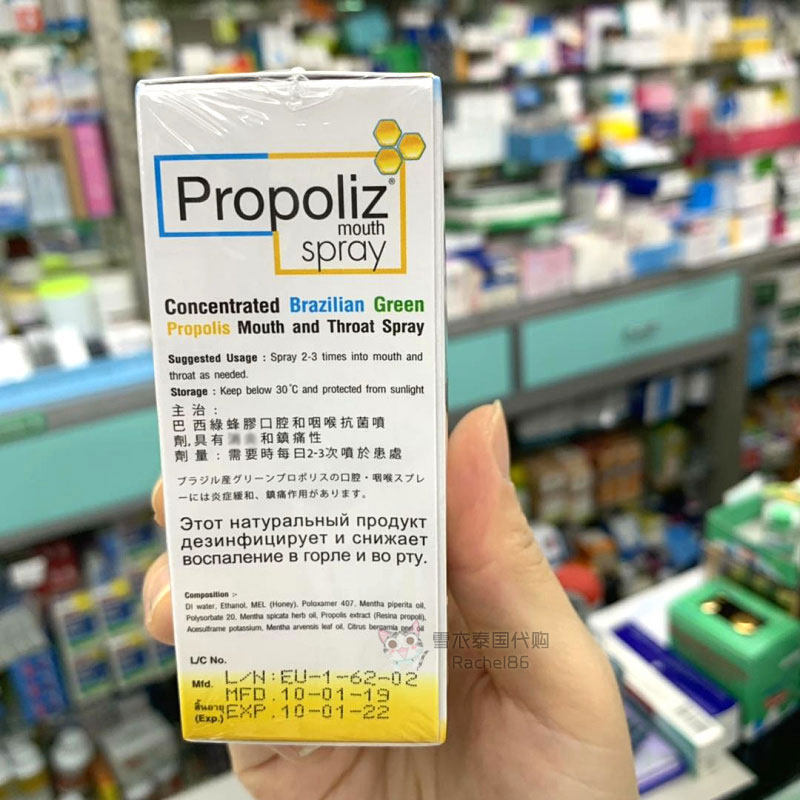 Propoliz®
mouth
spray
Concentrated Brazilian Green
Propolis Mouth and Throat Spray
Suggested Usage : Spray 2-3 times into mouth and
throat as needed.
Storage : Keep below 30°C and protected from sunlight
主治：
巴西綠蜂膠口腔和咽喉抗菌噴
劑,具有 和鎮痛性
劑量：需要時每日2-3次噴於患處
ブラジル産グリーンプロポリスの口腔・咽喉スプレ
ーには炎症緩和、鎮痛作用があります。
Этот натуральный продукт
дезинфицирует и снижает
воспаление в горле и во рту.
Composition :-
DI water, Ethanol, MEL (Honey), Poloxamer 407, Mentha piperita oil,
Polysorbate 20, Mentha spicata herb oil, Propolis extract (Resina propoli),
Acesulframe potassium, Mentha arvensis leaf oil, Citrus bergamia peel oil
雪衣泰国代购
Rachel86
L/C No.
Mfd. L/N:EU-1-62-02
MFD.10-01-19
สิ้นอายุ
(Exp.) EXP.10-01-22